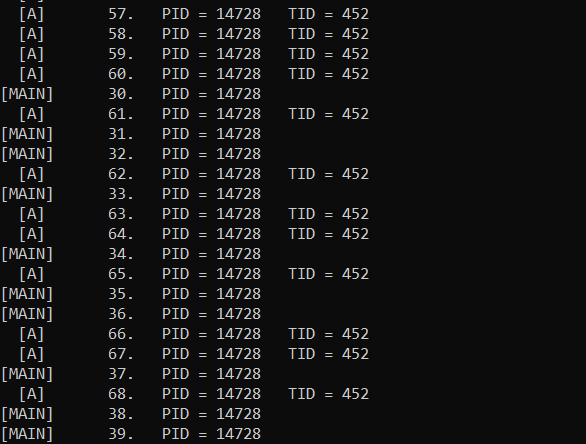 [A] 57. PID = 14728 TID = 452
[A] 58. PID = 14728 TID = 452
[A] 59. PID = 14728 TID = 452
[A] 60. PID = 14728 TID = 452
[MAIN] 30. PID = 14728
[A] 61. PID = 14728 TID = 452
[MAIN] 31. PID = 14728
[MAIN] 32. PID = 14728
[A] 62. PID = 14728 TID = 452
[MAIN] 33. PID = 14728
[A] 63. PID = 14728 TID = 452
[A] 64. PID = 14728 TID = 452
[MAIN] 34. PID = 14728
[A] 65. PID = 14728 TID = 452
[MAIN] 35. PID = 14728
[MAIN] 36. PID = 14728
[A] 66. PID = 14728 TID = 452
[A] 67. PID = 14728 TID = 452
[MAIN] 37. PID = 14728
[A] 68. PID = 14728 TID = 452
[MAIN] 38. PID = 14728
[MAIN] 39. PID = 14728